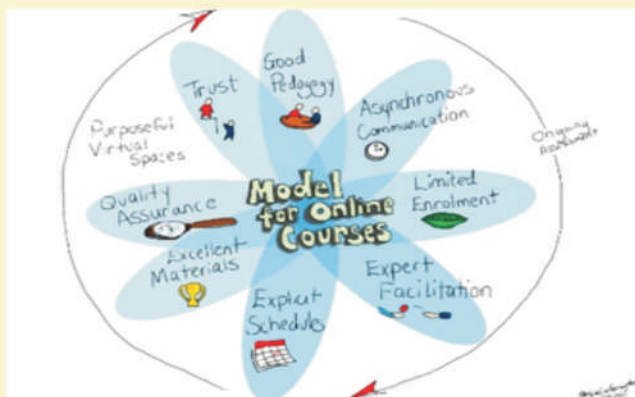 Good
Pedagogy
Trust
Asynchronous
Communication
Purposeful
Virtual
Spaces
Ongoing
Assessment
Quality
Assurance
Model
for Online
Courses
Limited
Enrolment
Excellent
Materials
Expert
Facilitation
Explicit
Schedules